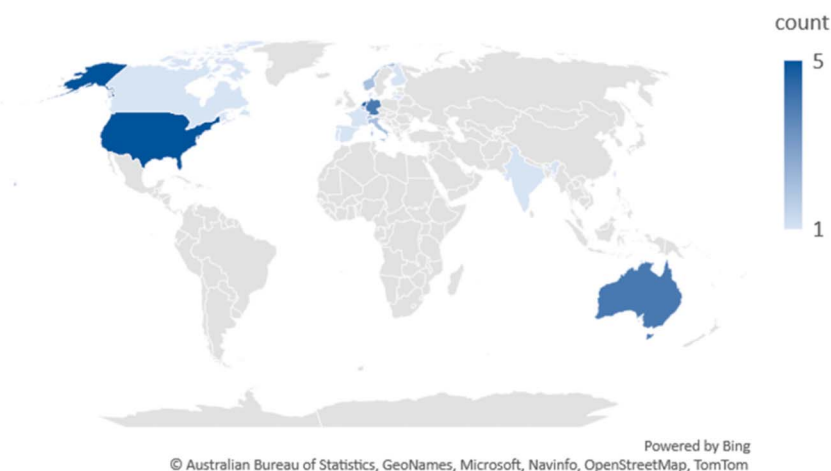 count
5
1
Powered by Bing
© Australian Bureau of Statistics, GeoNames, Microsoft, Navinfo, OpenStreetMap, TomTom